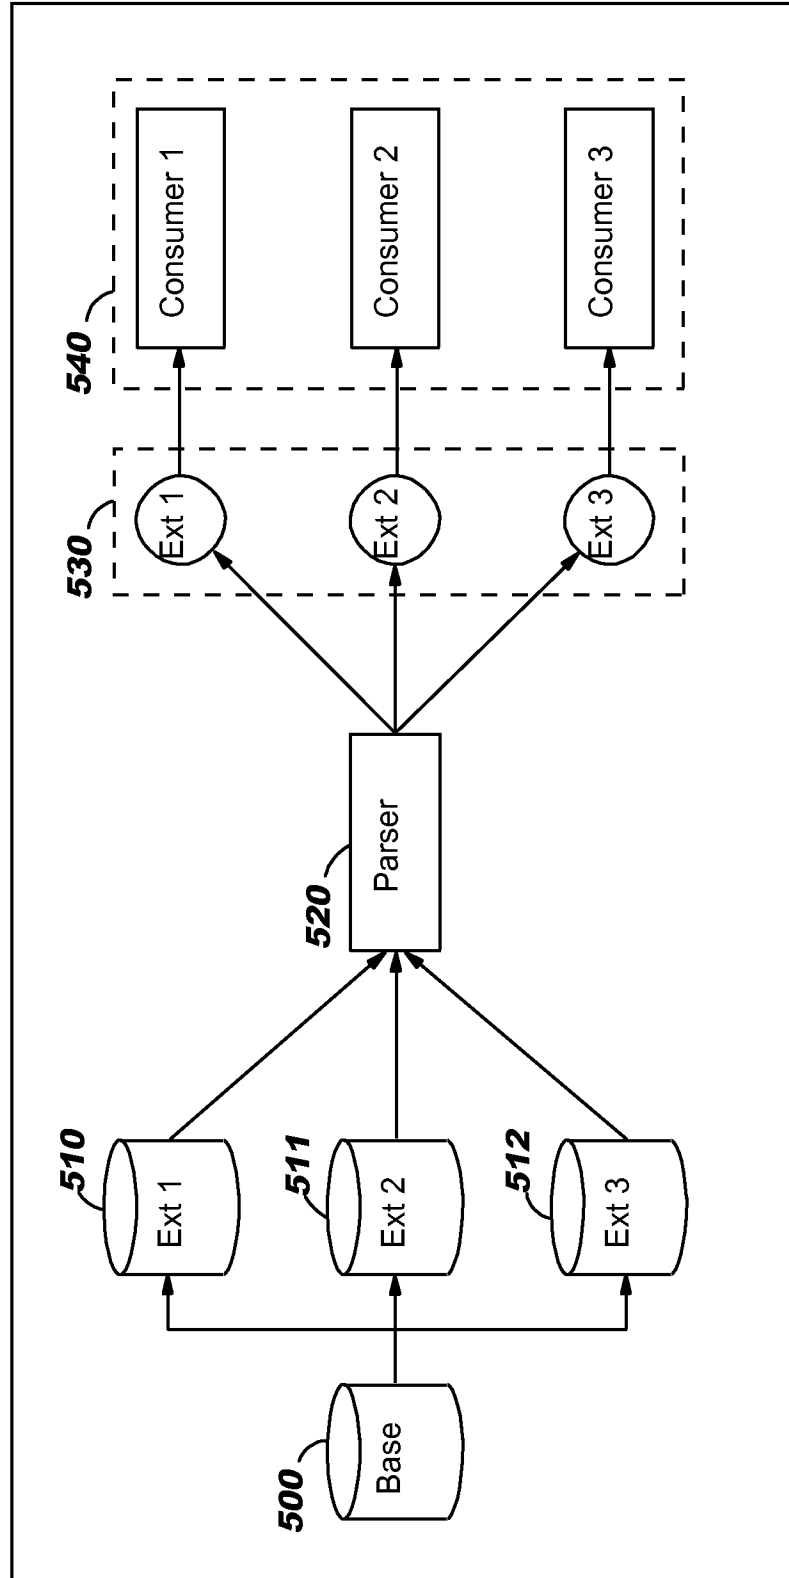 500
Base
510
Ext 1
511
Ext 2
512
Ext 3
520
Parser
530
Ext 1
Ext 2
Ext 3
540
Consumer 1
Consumer 2
Consumer 3